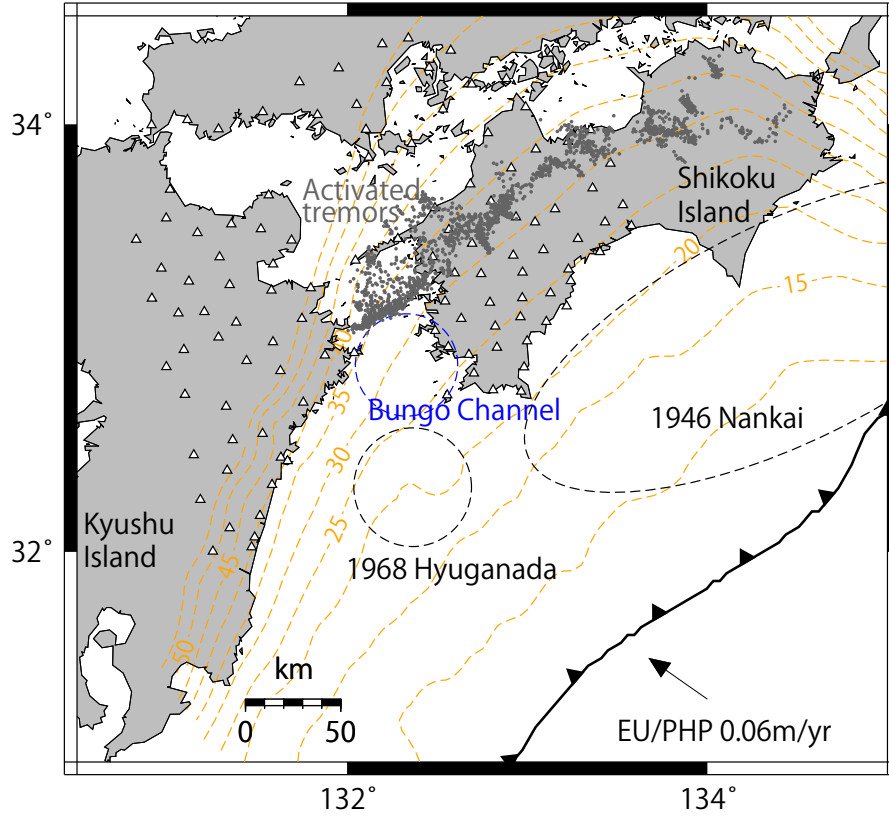 34˚
Activated
tremors
Shikoku
Island
20
15
40
35
Bungo Channel
1946 Nankai
30
25
Kyushu
Island
32˚
1968 Hyuganada
45
50
km
0
50
EU/PHP 0.06m/yr
132˚
134˚